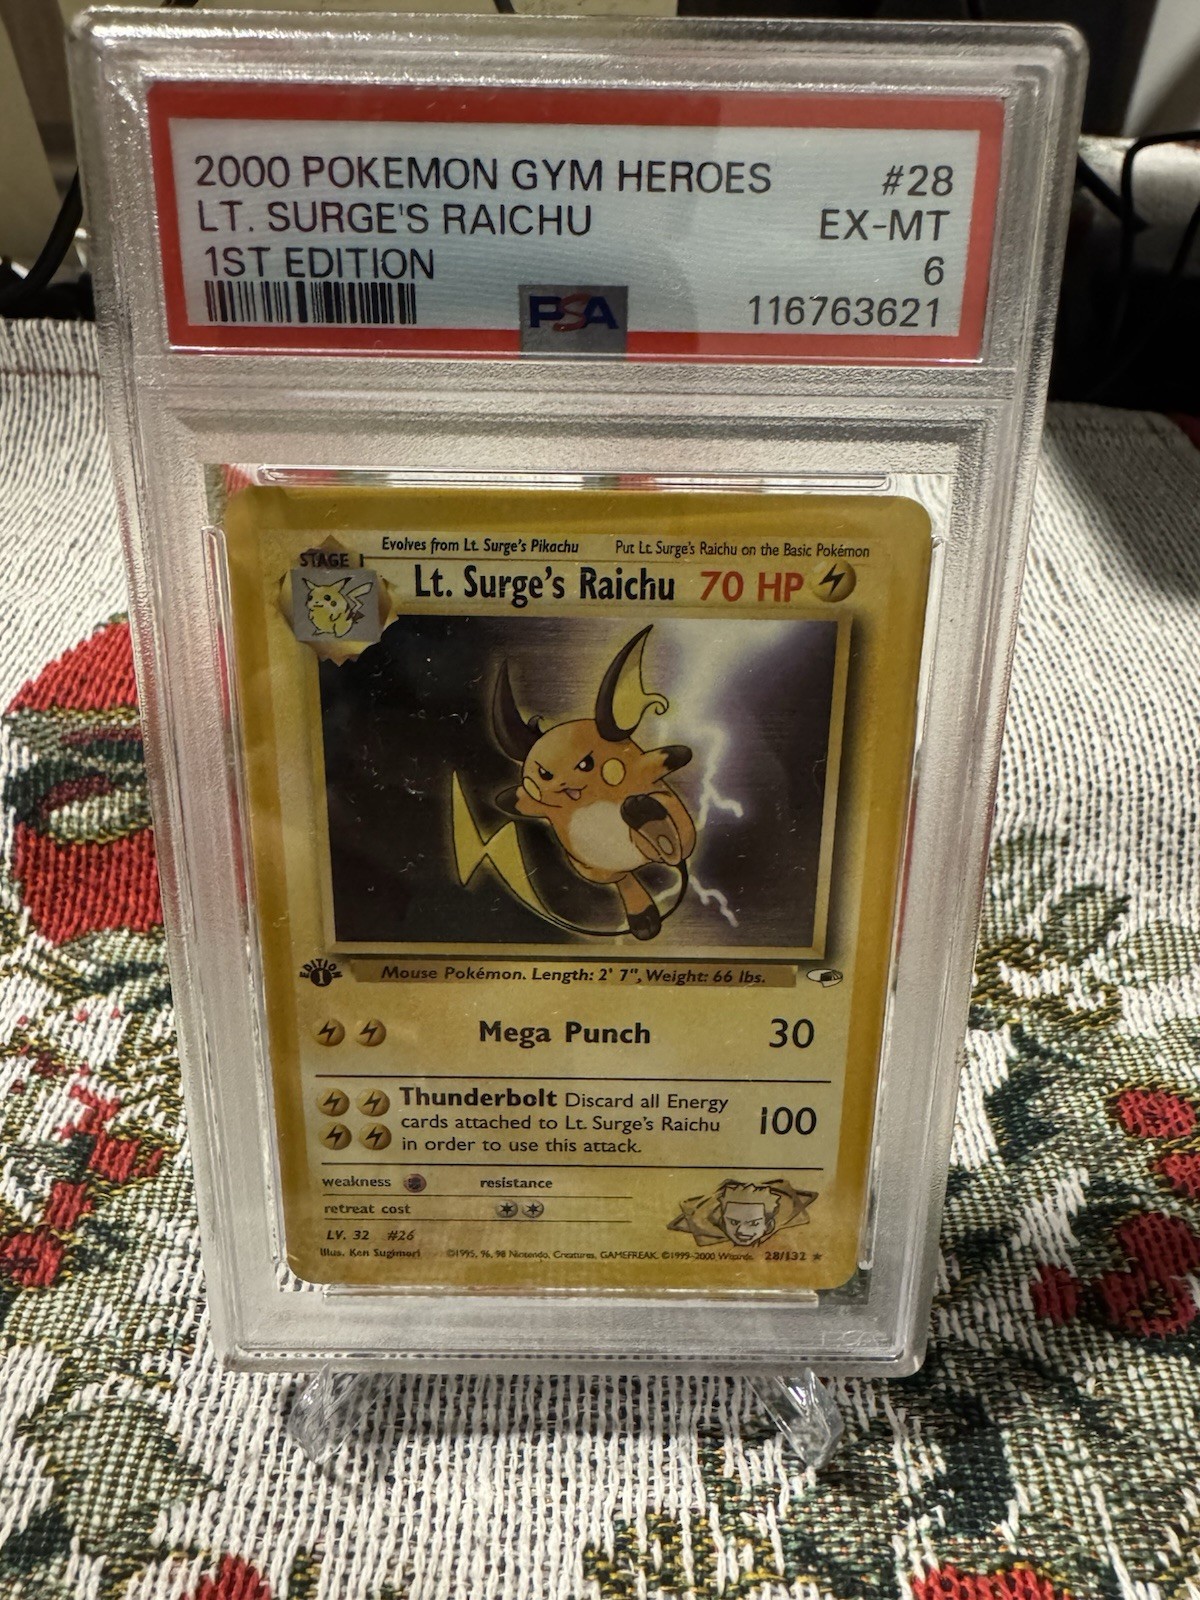 2000 POKEMON GYM HEROES #28
LT. SURGE'S RAICHU EX-MT
1ST EDITION 6
PSA 116763621
Evolves from Lt. Surge's Pikachu Put Lt. Surge's Raichu on the Basic Pokémon
STAGE 1
Lt. Surge's Raichu 70 HP
EDITION 1
Mouse Pokémon. Length: 2' 7", Weight: 66 lbs.
Mega Punch 30
Thunderbolt Discard all Energy
cards attached to Lt. Surge's Raichu
in order to use this attack.
100
weakness resistance
retreat cost
LV. 32 #26
Illus. Ken Sugimori ©1995, 96, 98 Nintendo, Creatures, GAMEFREAK. ©1999-2000 Wizards. 28/132 ★